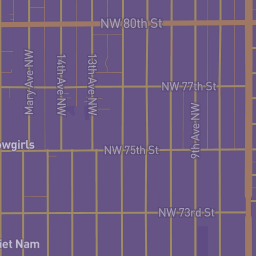 NW 80th St
Mary Ave NW
14th Ave NW
13th Ave NW
NW 77th St
9th Ave NW
owgirls
NW 75th St
NW 73rd St
iet Nam